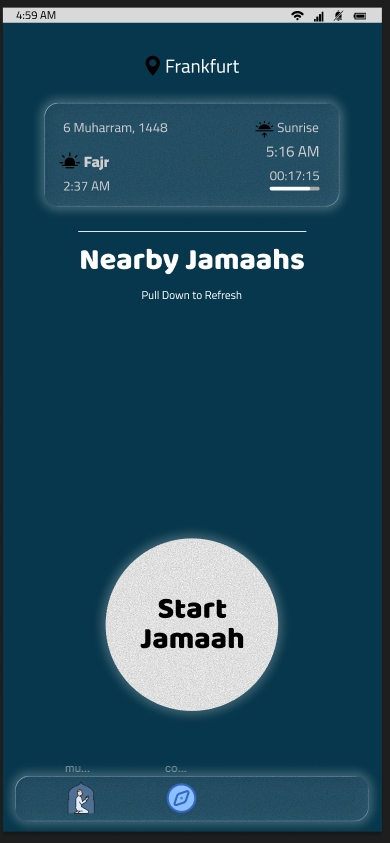 4:59 AM
Frankfurt
6 Muharram, 1448
Sunrise
Fajr
5:16 AM
2:37 AM
00:17:15
Nearby Jamaahs
Pull Down to Refresh
Start
Jamaah
mu...
co...